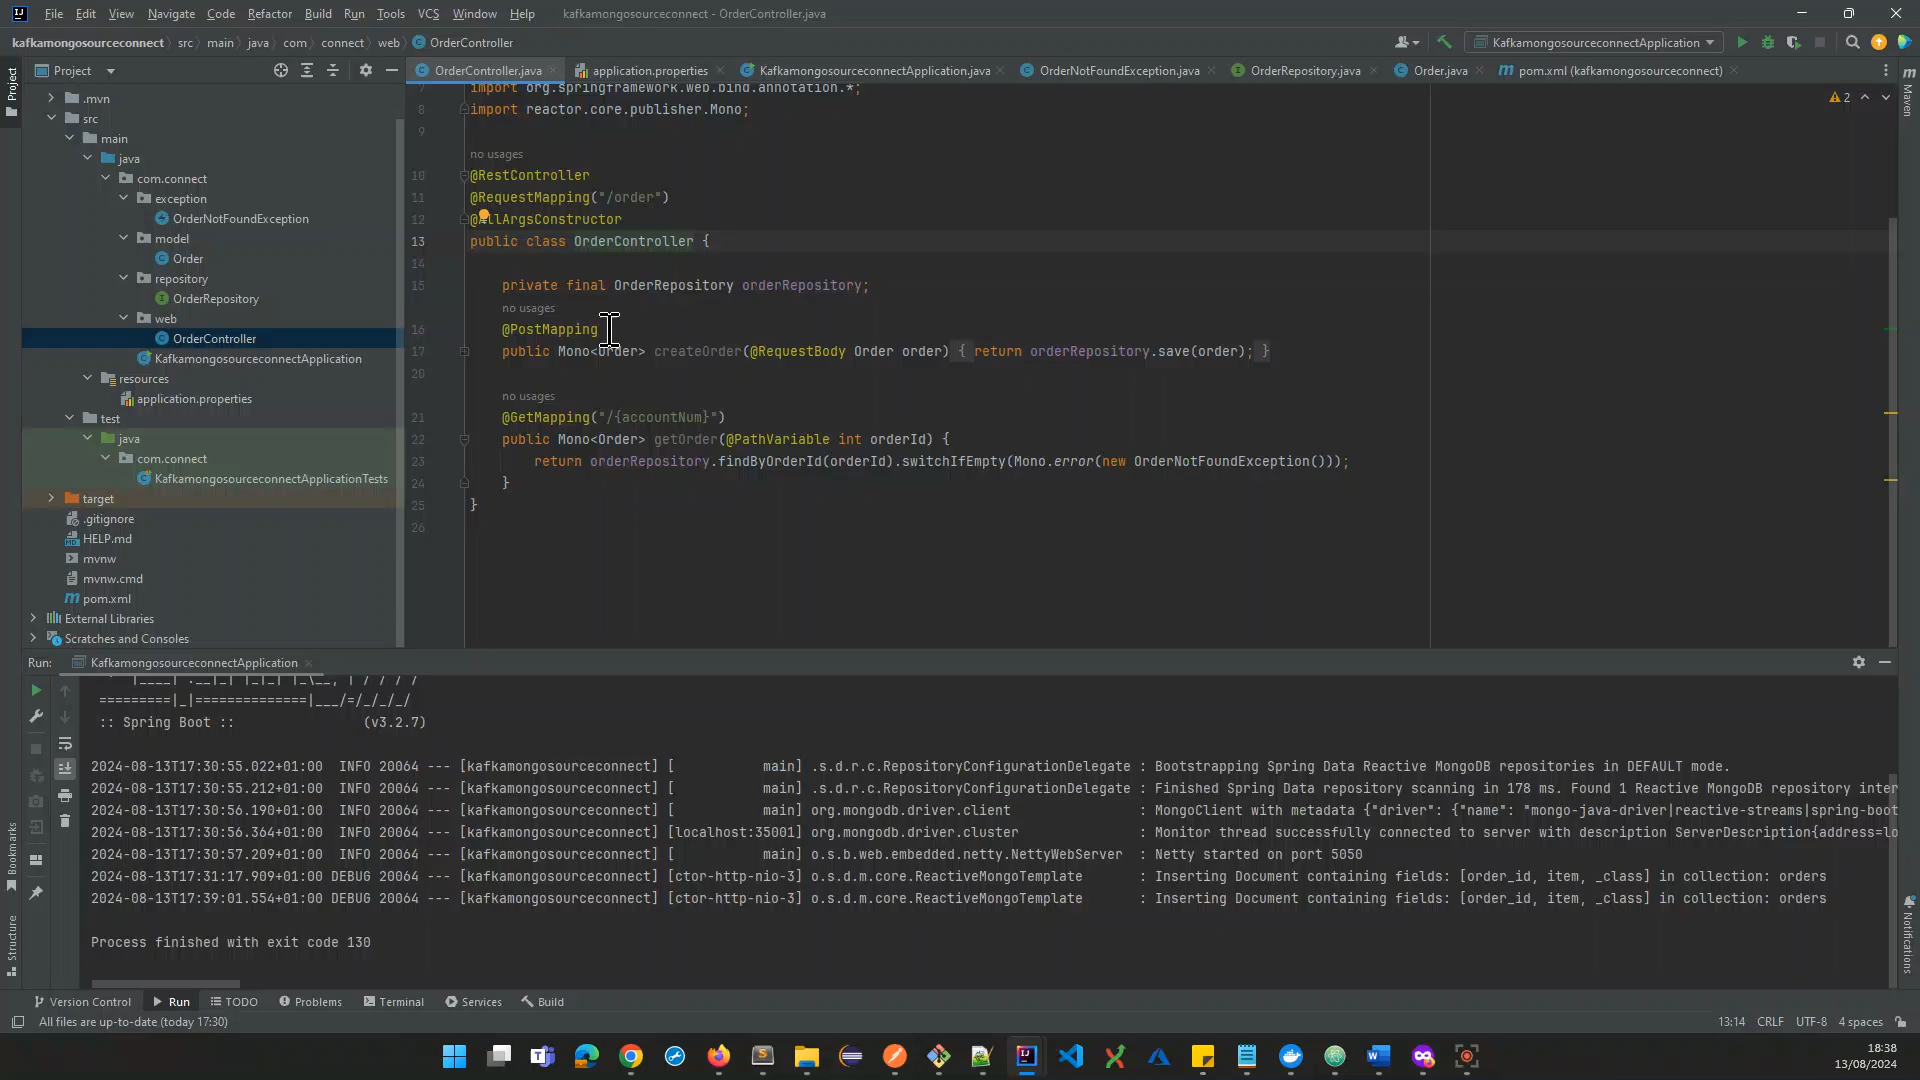 File Edit View Navigate Code Refactor Build Run Tools VCS Window Help kafkamongosourceconnect - OrderController.java
kafkamongosourceconnect src main java com connect web OrderController KafkamongosourceconnectApplication
Project
Project
OrderController.java application.properties KafkamongosourceconnectApplication.java OrderNotFoundException.java OrderRepository.java Order.java pom.xml (kafkamongosourceconnect)
Maven
.mvn
src
main
java
com.connect
exception
OrderNotFoundException
model
Order
repository
OrderRepository
web
OrderController
KafkamongosourceconnectApplication
resources
application.properties
test
java
com.connect
KafkamongosourceconnectApplicationTests
target
.gitignore
HELP.md
mvnw
mvnw.cmd
pom.xml
External Libraries
Scratches and Consoles
2
7 import org.springframework.web.bind.annotation.*;
8 import reactor.core.publisher.Mono;
9
no usages
10 @RestController
11 @RequestMapping("/order")
12 @AllArgsConstructor
13 public class OrderController {
14
15 private final OrderRepository orderRepository;
no usages
16 @PostMapping
17 public Mono<Order> createOrder(@RequestBody Order order) { return orderRepository.save(order); }
20
no usages
21 @GetMapping("/{accountNum}")
22 public Mono<Order> getOrder(@PathVariable int orderId) {
23 return orderRepository.findByOrderId(orderId).switchIfEmpty(Mono.error(new OrderNotFoundException()));
24 }
25 }
26
Run: KafkamongosourceconnectApplication
=========|_|==============|___/=/_/_/_/
:: Spring Boot :: (v3.2.7)
2024-08-13T17:30:55.022+01:00 INFO 20064 --- [kafkamongosourceconnect] [ main] .s.d.r.c.RepositoryConfigurationDelegate : Bootstrapping Spring Data Reactive MongoDB repositories in DEFAULT mode.
2024-08-13T17:30:55.212+01:00 INFO 20064 --- [kafkamongosourceconnect] [ main] .s.d.r.c.RepositoryConfigurationDelegate : Finished Spring Data repository scanning in 178 ms. Found 1 Reactive MongoDB repository inter
2024-08-13T17:30:56.190+01:00 INFO 20064 --- [kafkamongosourceconnect] [ main] org.mongodb.driver.client : MongoClient with metadata {"driver": {"name": "mongo-java-driver|reactive-streams|spring-boot
2024-08-13T17:30:56.364+01:00 INFO 20064 --- [kafkamongosourceconnect] [localhost:35001] org.mongodb.driver.cluster : Monitor thread successfully connected to server with description ServerDescription{address=lo
2024-08-13T17:30:57.209+01:00 INFO 20064 --- [kafkamongosourceconnect] [ main] o.s.b.web.embedded.netty.NettyWebServer : Netty started on port 5050
2024-08-13T17:31:17.909+01:00 DEBUG 20064 --- [kafkamongosourceconnect] [ctor-http-nio-3] o.s.d.m.core.ReactiveMongoTemplate : Inserting Document containing fields: [order_id, item, _class] in collection: orders
2024-08-13T17:39:01.554+01:00 DEBUG 20064 --- [kafkamongosourceconnect] [ctor-http-nio-3] o.s.d.m.core.ReactiveMongoTemplate : Inserting Document containing fields: [order_id, item, _class] in collection: orders
Process finished with exit code 130
Bookmarks
Structure
Notifications
Version Control Run TODO Problems Terminal Services Build
All files are up-to-date (today 17:30) 13:14 CRLF UTF-8 4 spaces
18:38
13/08/2024